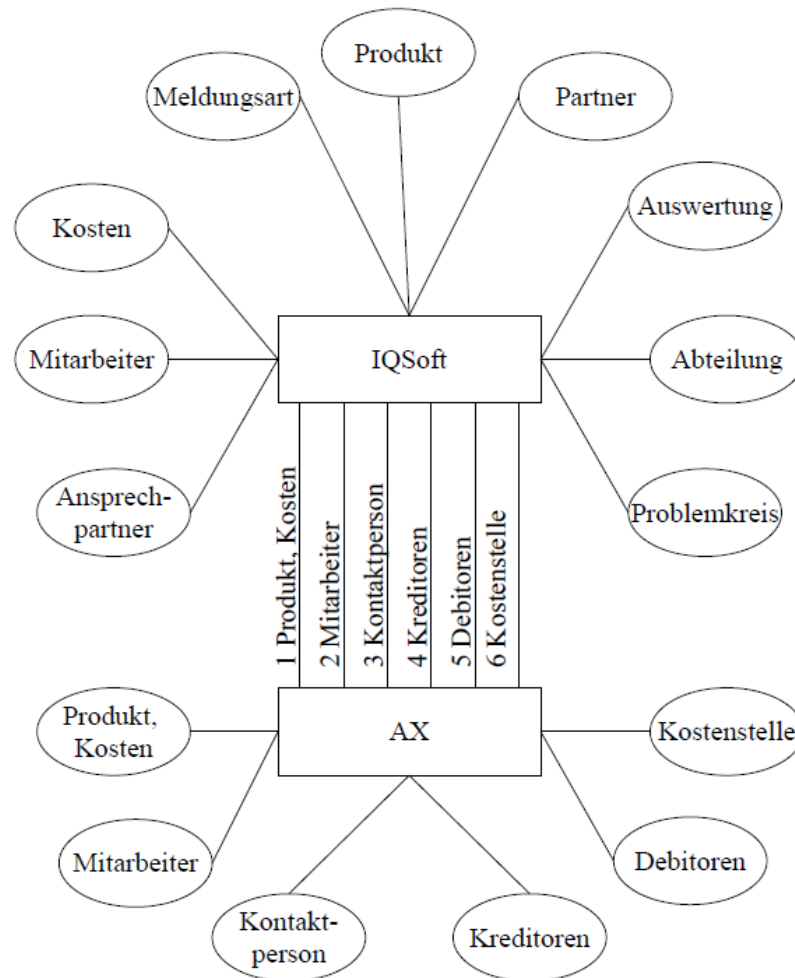 Produkt
Meldungsart
Partner
Auswertung
Kosten
Mitarbeiter
IQSoft
Abteilung
Ansprech-
partner
Problemkreis
1 Produkt, Kosten
2 Mitarbeiter
3 Kontaktperson
4 Kreditoren
5 Debitoren
6 Kostenstelle
Produkt,
Kosten
AX
Kostenstelle
Mitarbeiter
Debitoren
Kontakt-
person
Kreditoren